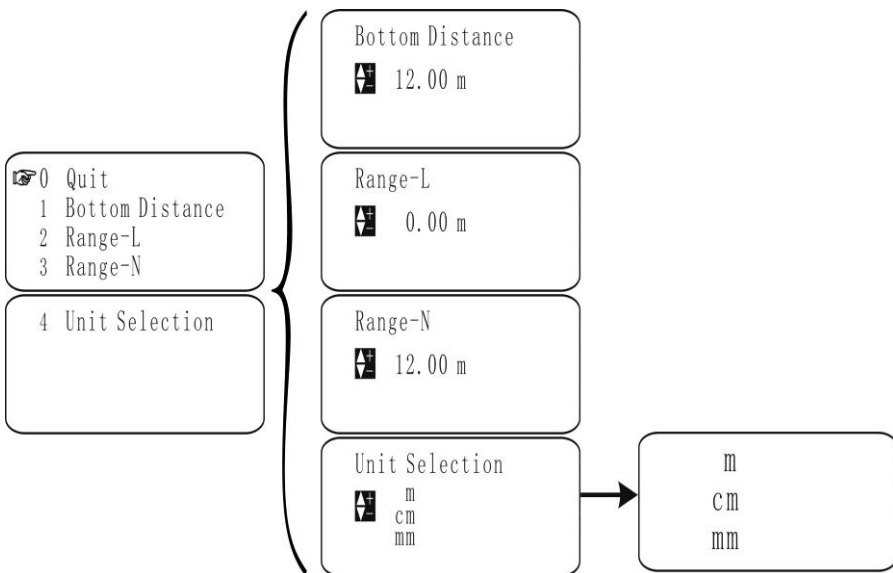 0 Quit
1 Bottom Distance
2 Range-L
3 Range-N
4 Unit Selection
Bottom Distance
+
- 12.00 m
Range-L
+
- 0.00 m
Range-N
+
- 12.00 m
Unit Selection
+
- m
cm
mm
m
cm
mm